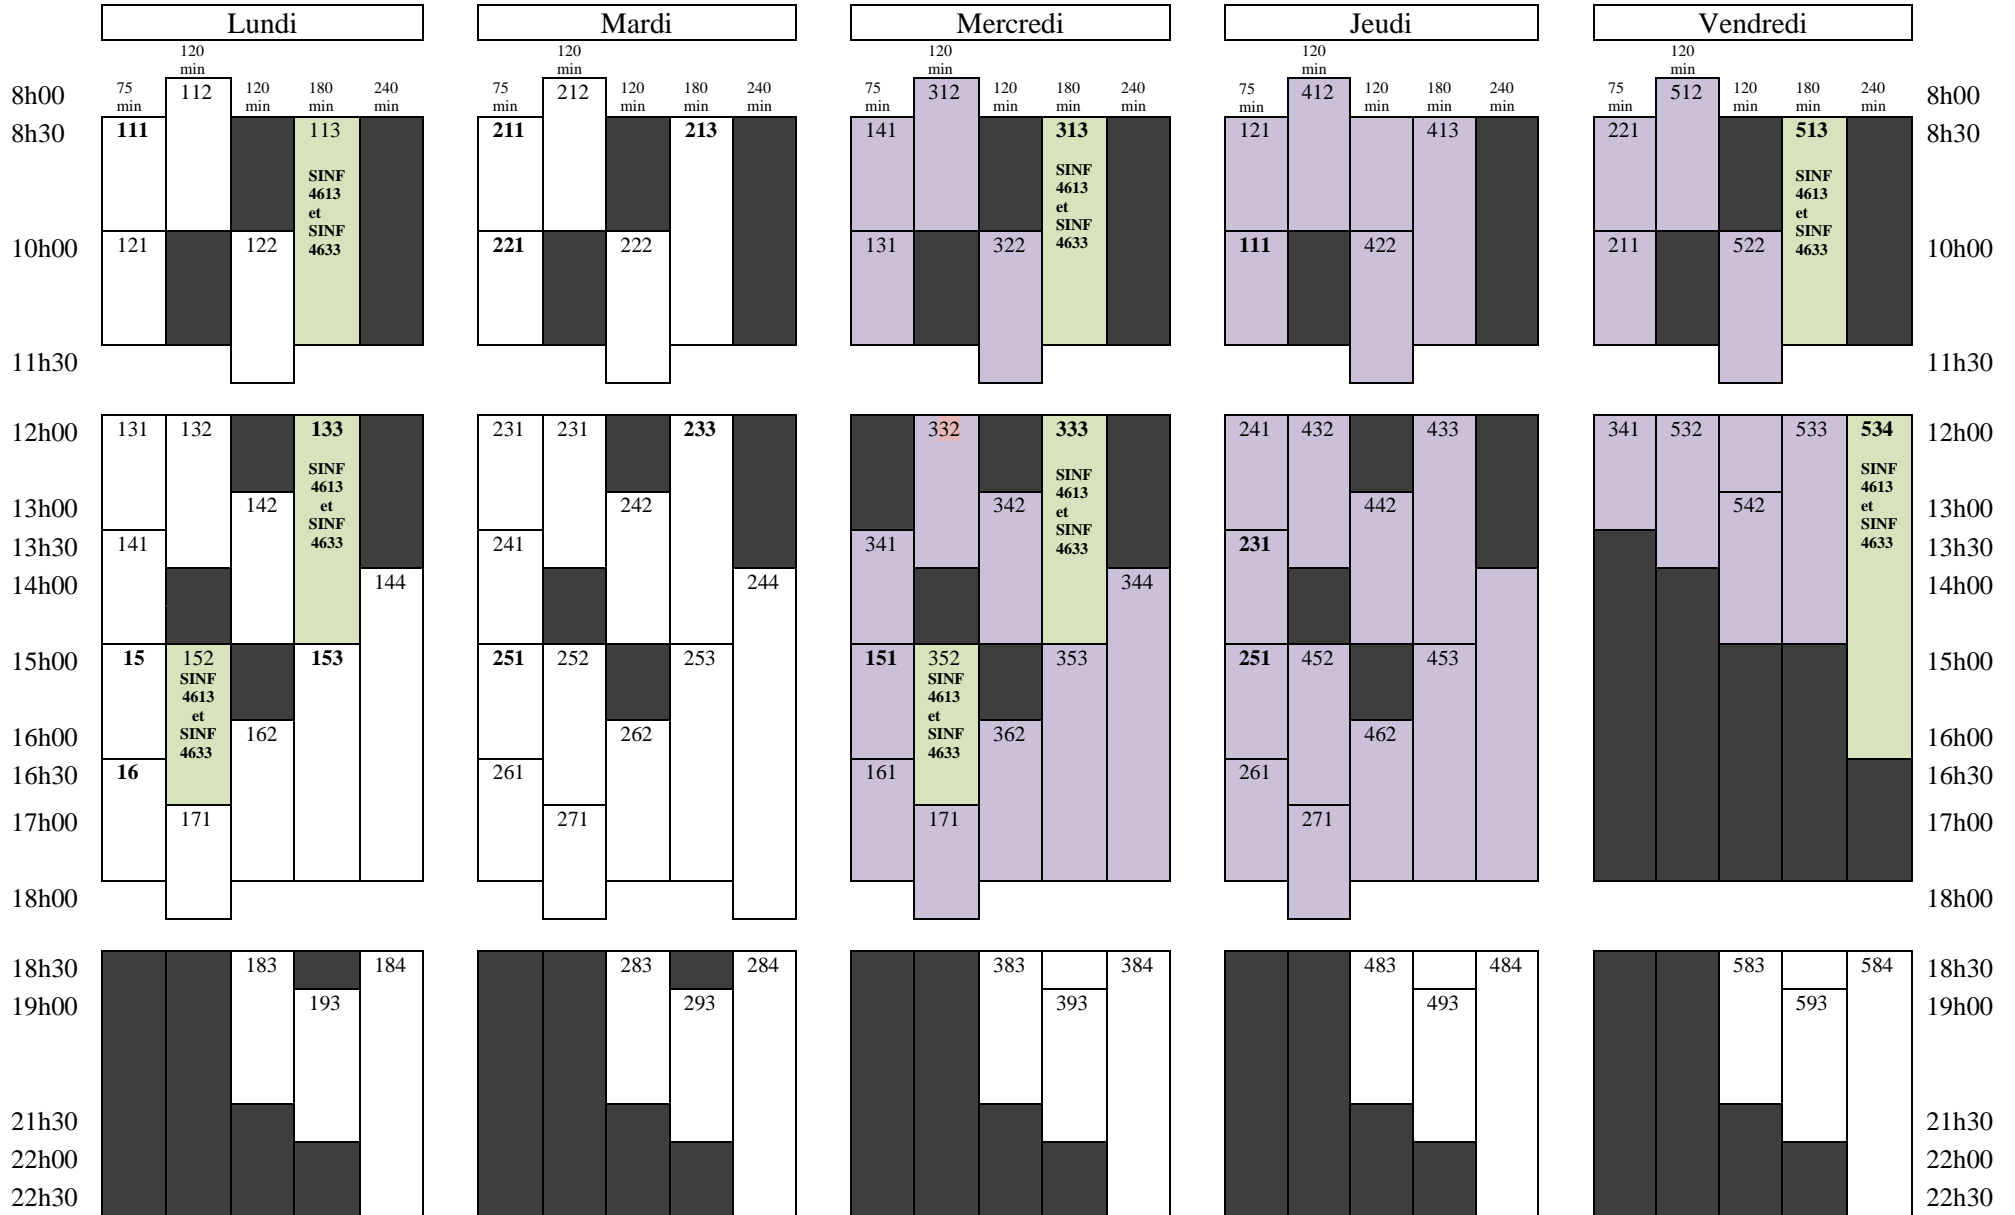 Lundi Mardi Mercredi Jeudi Vendredi
120 120 120 120 120
min min min min min
75 120 180 240 75 120 180 240 75 120 180 240 75 120 180 240 75 120 180 240
min min min min min min min min min min min min min min min min min min min min
8h00 112 212 312 412 512 8h00
8h30 111 113 211 213 141 313 121 413 221 513 8h30
SINF SINF SINF
4613 4613 4613
et et et
SINF SINF SINF
4633 4633 4633
10h00 121 122 221 222 131 322 111 422 211 522 10h00
11h30 11h30
12h00 131 132 133 231 231 233 332 333 241 432 433 341 532 533 534 12h00
SINF SINF SINF
4613 4613 4613
et et et
SINF SINF SINF
4633 4633 4633
13h00 142 242 342 442 542 13h00
13h30 141 241 341 231 13h30
14h00 144 244 344 14h00
15h00 15 152 153 251 252 253 151 352 353 251 452 453 15h00
SINF SINF
4613 4613
et et
SINF SINF
4633 4633
16h00 162 262 362 462 16h00
16h30 16 261 161 261 16h30
17h00 171 271 171 271 17h00
18h00 18h00
18h30 183 184 283 284 383 384 483 484 583 584 18h30
19h00 193 293 393 493 593 19h00
21h30 21h30
22h00 22h00
22h30 22h30